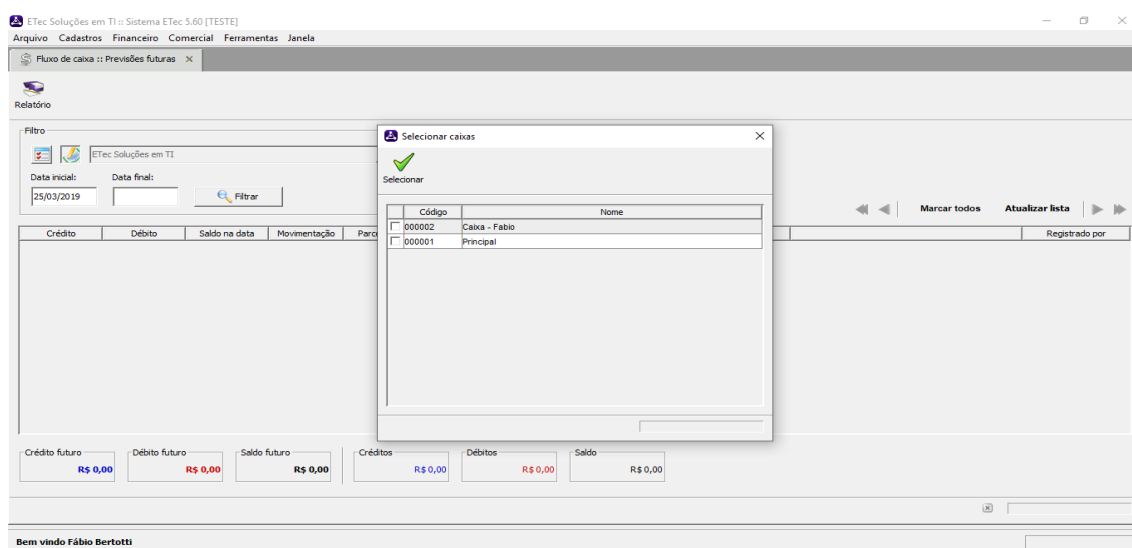 ETec Soluções em TI :: Sistema ETec 5.60 [TESTE]
Arquivo Cadastros Financeiro Comercial Ferramentas Janela
Fluxo de caixa :: Previsões futuras
Relatório
Filtro
ETec Soluções em TI
Data inicial: Data final:
25/03/2019
Filtrar
Selecionar caixas
Selecionar
Código Nome
000002 Caixa - Fabio
000001 Principal
Marcar todos Atualizar lista
Crédito Débito Saldo na data Movimentação Parce Registrado por
Crédito futuro Débito futuro Saldo futuro Créditos Débitos Saldo
R$ 0,00 R$ 0,00 R$ 0,00 R$ 0,00 R$ 0,00 R$ 0,00
Bem vindo Fábio Bertotti